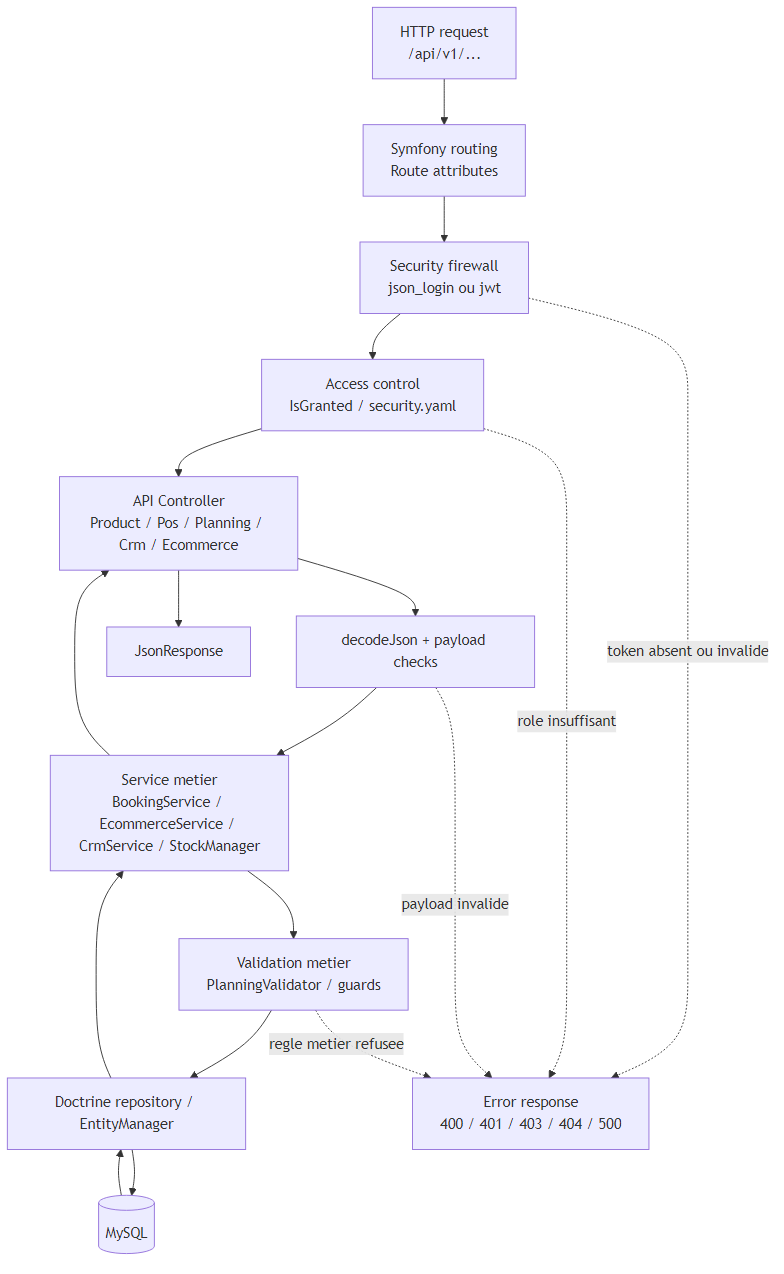 HTTP request
/api/v1/...
Symfony routing
Route attributes
Security firewall
json_login ou jwt
Access control
IsGranted / security.yaml
API Controller
Product / Pos / Planning /
Crm / Ecommerce
JsonResponse
decodeJson + payload
checks
token absent ou invalide
role insuffisant
Service metier
BookingService /
EcommerceService /
CrmService / StockManager
payload invalide
Validation metier
PlanningValidator / guards
regle metier refusee
Doctrine repository /
EntityManager
Error response
400 / 401 / 403 / 404 / 500
MySQL